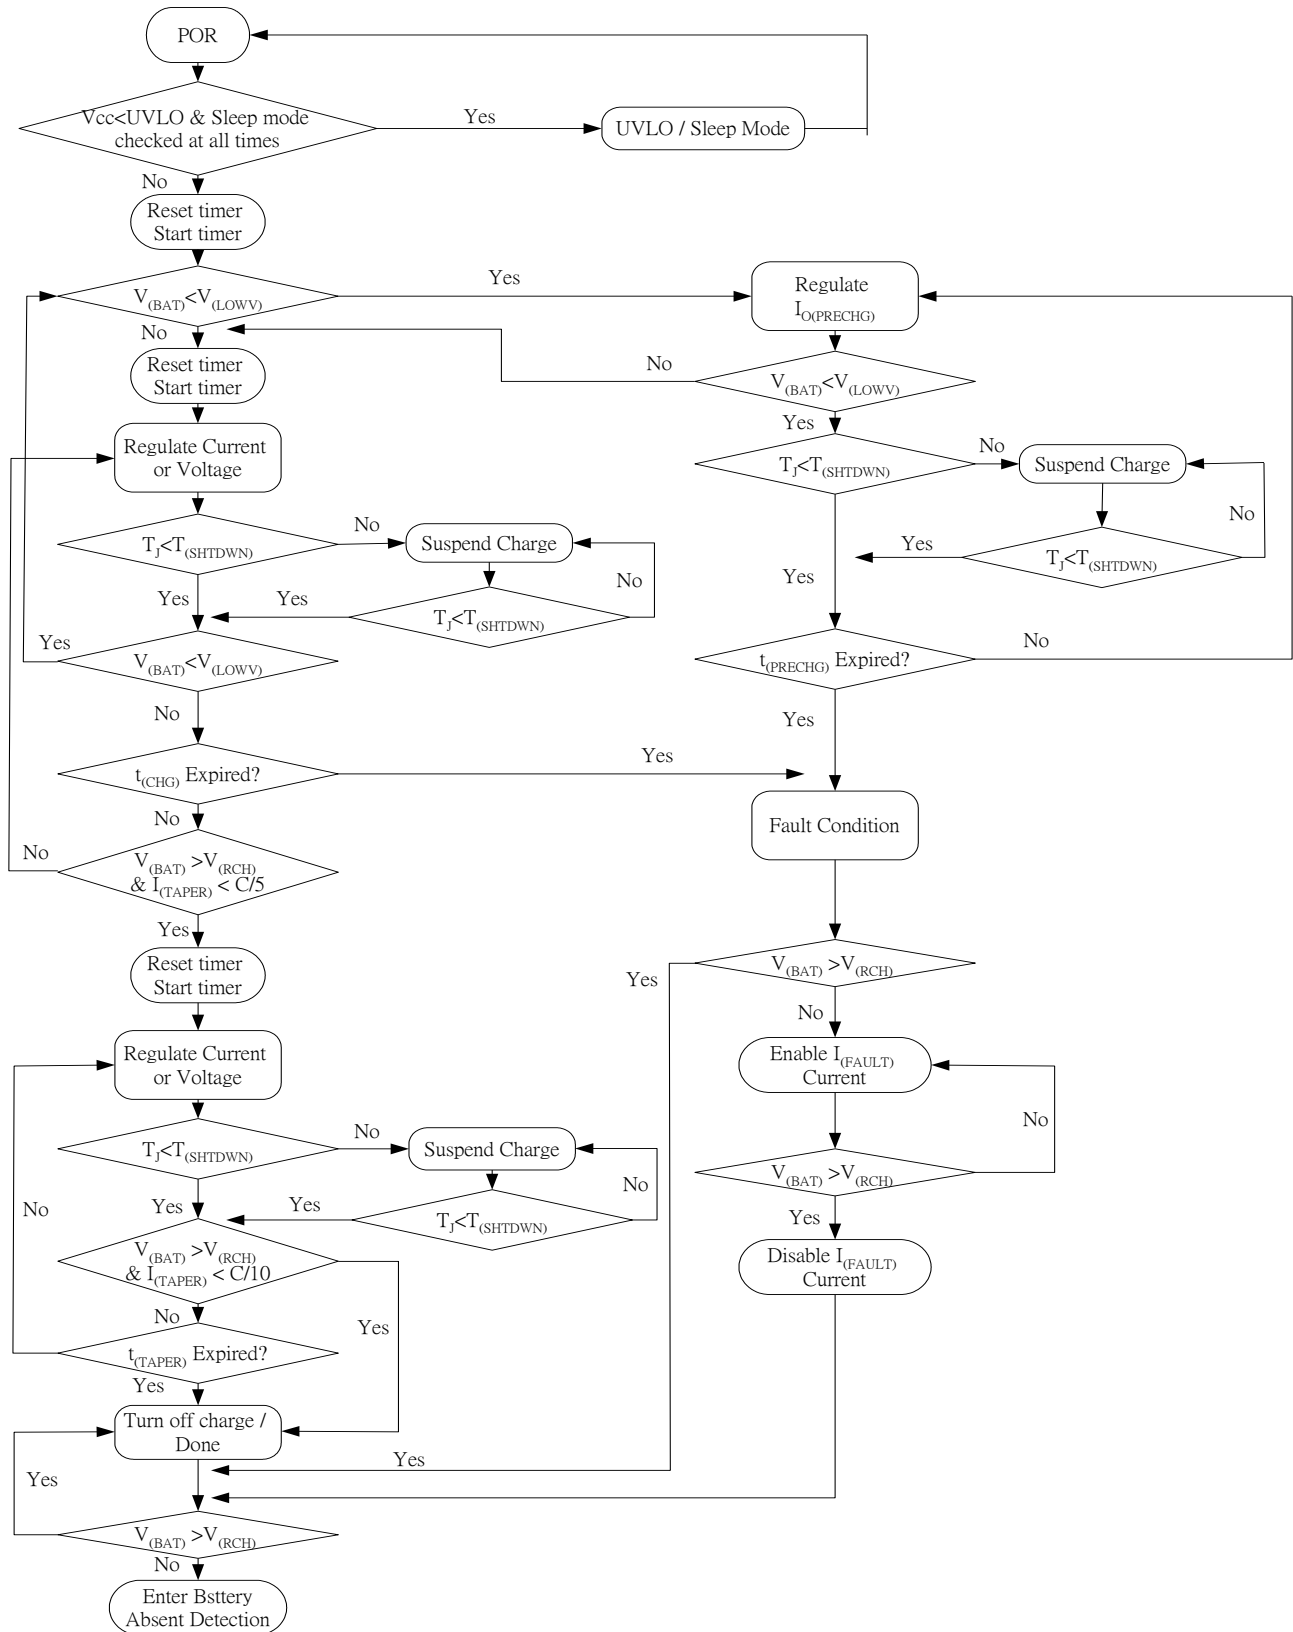 POR
Vcc<UVLO & Sleep mode
checked at all times
Yes
UVLO / Sleep Mode
No
Reset timer
Start timer
V(BAT)<V(LOWV)
Yes
Regulate
IO(PRECHG)
No
Reset timer
Start timer
No
V(BAT)<V(LOWV)
Yes
Regulate Current
or Voltage
TJ<T(SHTDWN)
No
Suspend Charge
No
TJ<T(SHTDWN)
Yes
Yes
TJ<T(SHTDWN)
No
Suspend Charge
No
TJ<T(SHTDWN)
Yes
Yes
Yes
V(BAT)<V(LOWV)
No
t(PRECHG) Expired?
No
Yes
t(CHG) Expired?
Yes
No
Fault Condition
V(BAT) >V(RCH)
& I(TAPER) < C/5
No
Yes
Reset timer
Start timer
V(BAT) >V(RCH)
Yes
No
Regulate Current
or Voltage
Enable I(FAULT)
Current
No
TJ<T(SHTDWN)
No
Suspend Charge
No
TJ<T(SHTDWN)
Yes
Yes
No
V(BAT) >V(RCH)
Yes
V(BAT) >V(RCH)
& I(TAPER) < C/10
Disable I(FAULT)
Current
No
Yes
t(TAPER) Expired?
Yes
Turn off charge /
Done
Yes
Yes
V(BAT) >V(RCH)
No
Enter Bsttery
Absent Detection